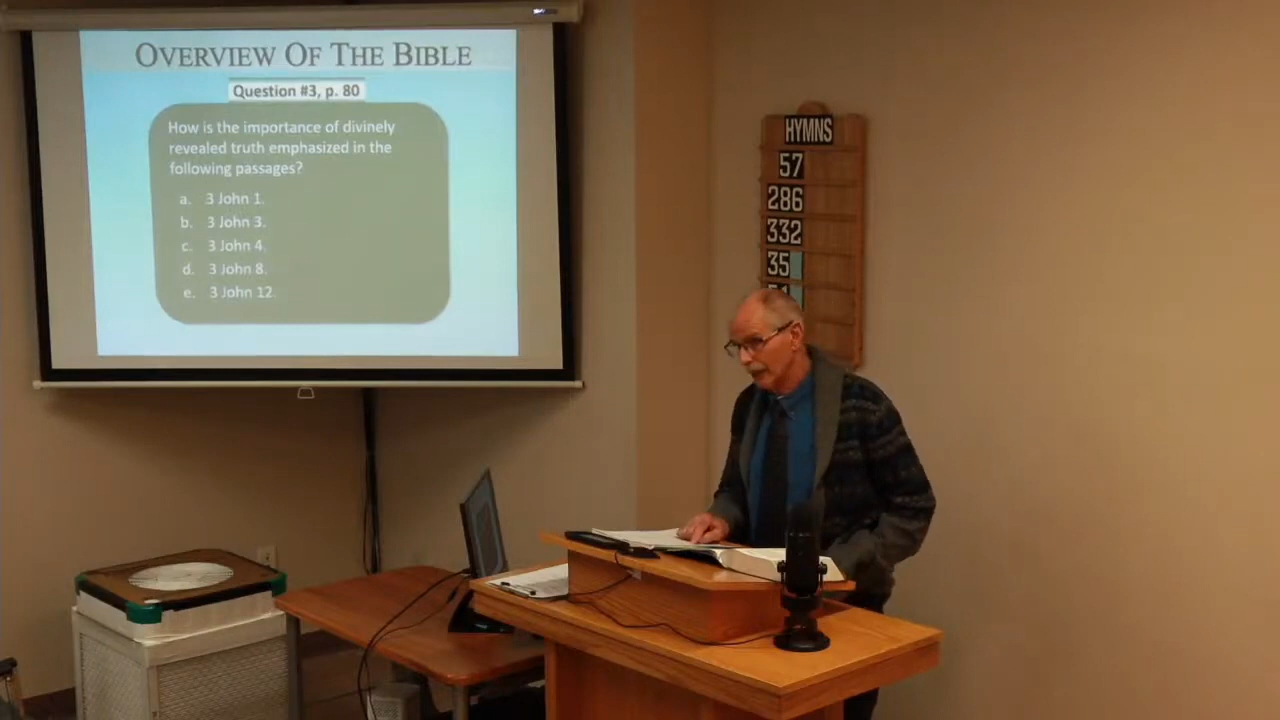 OVERVIEW OF THE BIBLE
Question #3, p. 80
How is the importance of divinely
revealed truth emphasized in the
following passages?
a. 3 John 1.
b. 3 John 3.
c. 3 John 4.
d. 3 John 8.
e. 3 John 12.
HYMNS
57
286
332
35